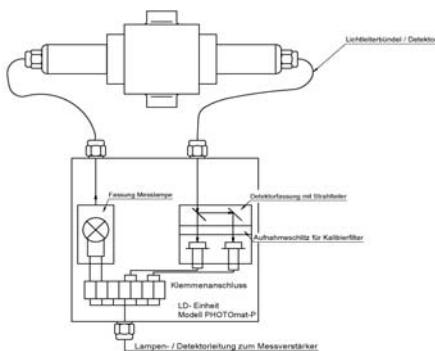 Lichtleiterbündel / Detektor
Fassung Messlampe
Detektorfassung mit Strahlteiler
Aufnahmeschlitz für Kalibrierfilter
Klemmenanschluss
LD- Einheit
Modell PHOTOmat-P
Lampen- / Detektorleitung zum Messverstärker